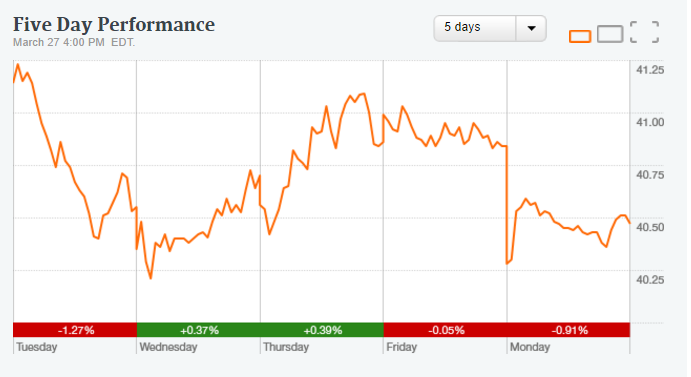 Five Day Performance
March 27 4:00 PM EDT.
5 days
41.25
41.00
40.75
40.50
40.25
-1.27% +0.37% +0.39% -0.05% -0.91%
Tuesday Wednesday Thursday Friday Monday